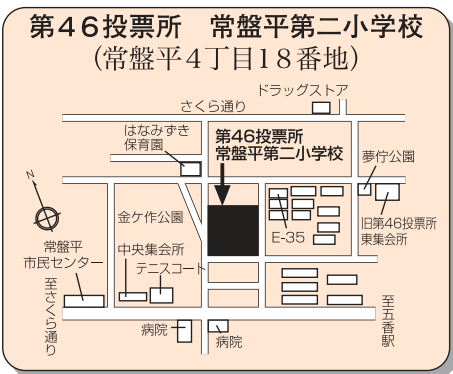 第46投票所　常盤平第二小学校
（常盤平4丁目18番地）
ドラッグストア
さくら通り
はなみずき
保育園
第46投票所
常盤平第二小学校
夢佇公園
N
金ケ作公園
E-35
旧第46投票所
東集会所
常盤平
市民センター
中央集会所
テニスコート
至さくら通り
至五香駅
病院
病院